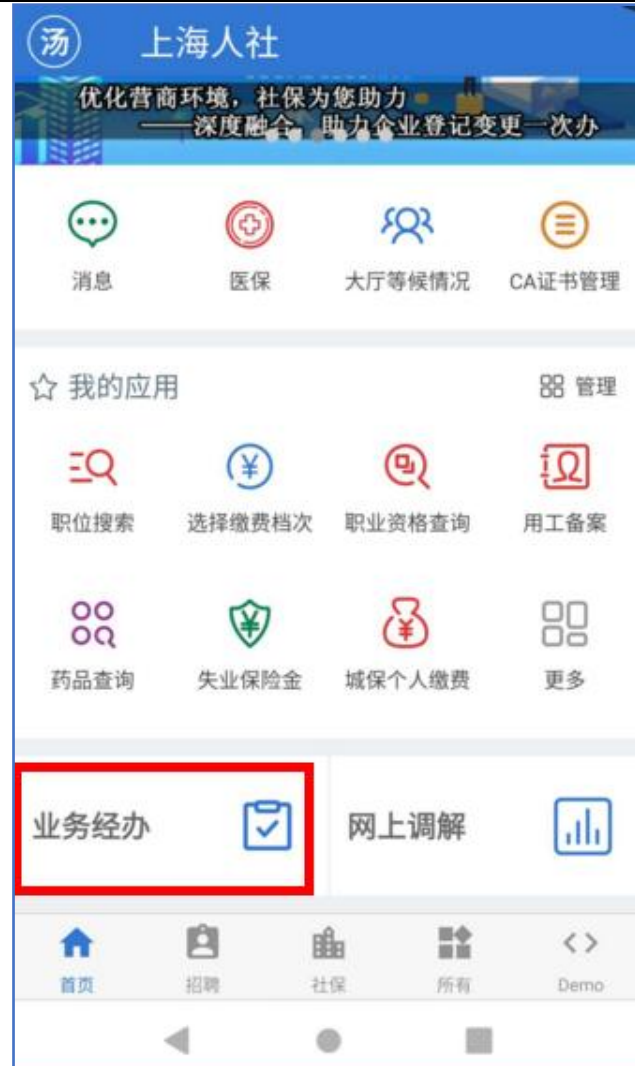 汤 上海人社
优化营商环境，社保为您助力
——深度融合，助力企业登记变更一次办
消息 医保 大厅等候情况 CA证书管理
我的应用 管理
职位搜索 选择缴费档次 职业资格查询 用工备案
药品查询 失业保险金 城保个人缴费 更多
业务经办 网上调解
首页 招聘 社保 所有 Demo